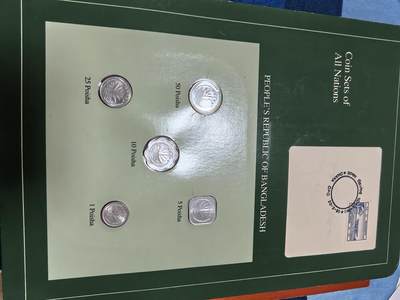 Coin Sets of
All Nations
PEOPLE'S REPUBLIC OF BANGLADESH
50 Poisha
25 Poisha
10 Poisha
5 Poisha
1 Poisha